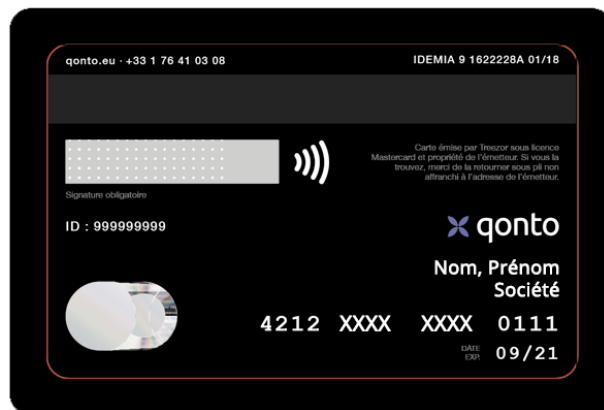 qonto.eu · +33 1 76 41 03 08
IDEMIA 9 1622228A 01/18
Carte émise par Treezor sous licence
Mastercard et propriété de l'émetteur. Si vous la
trouvez, merci de la retourner sous pli non
affranchi à l'adresse de l'émetteur.
Signature obligatoire
ID : 999999999
qonto
Nom, Prénom
Société
4212 XXXX XXXX 0111
DATE
EXP.
09/21